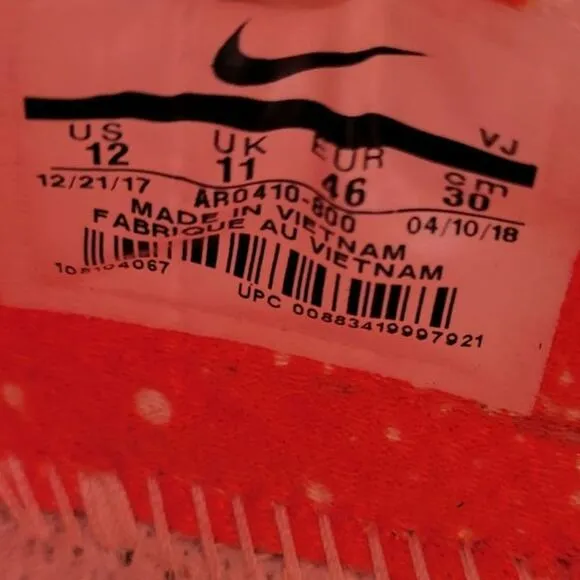 VJ
US UK EUR cm
12 11 46 30
12/21/17 AR0410-800 04/10/18
MADE IN VIETNAM
FABRIQUE AU VIETNAM
UPC 00883419997921